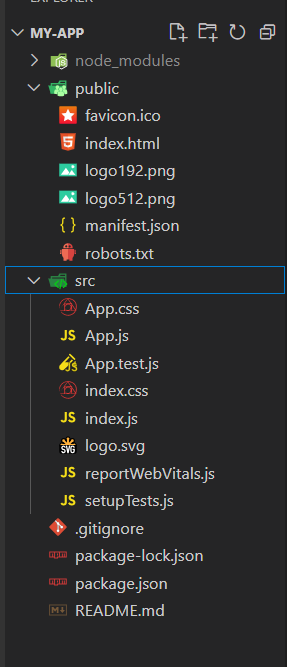 EXPLORER
MY-APP
node_modules
public
favicon.ico
index.html
logo192.png
logo512.png
manifest.json
robots.txt
src
App.css
App.js
App.test.js
index.css
index.js
logo.svg
reportWebVitals.js
setupTests.js
.gitignore
package-lock.json
package.json
README.md